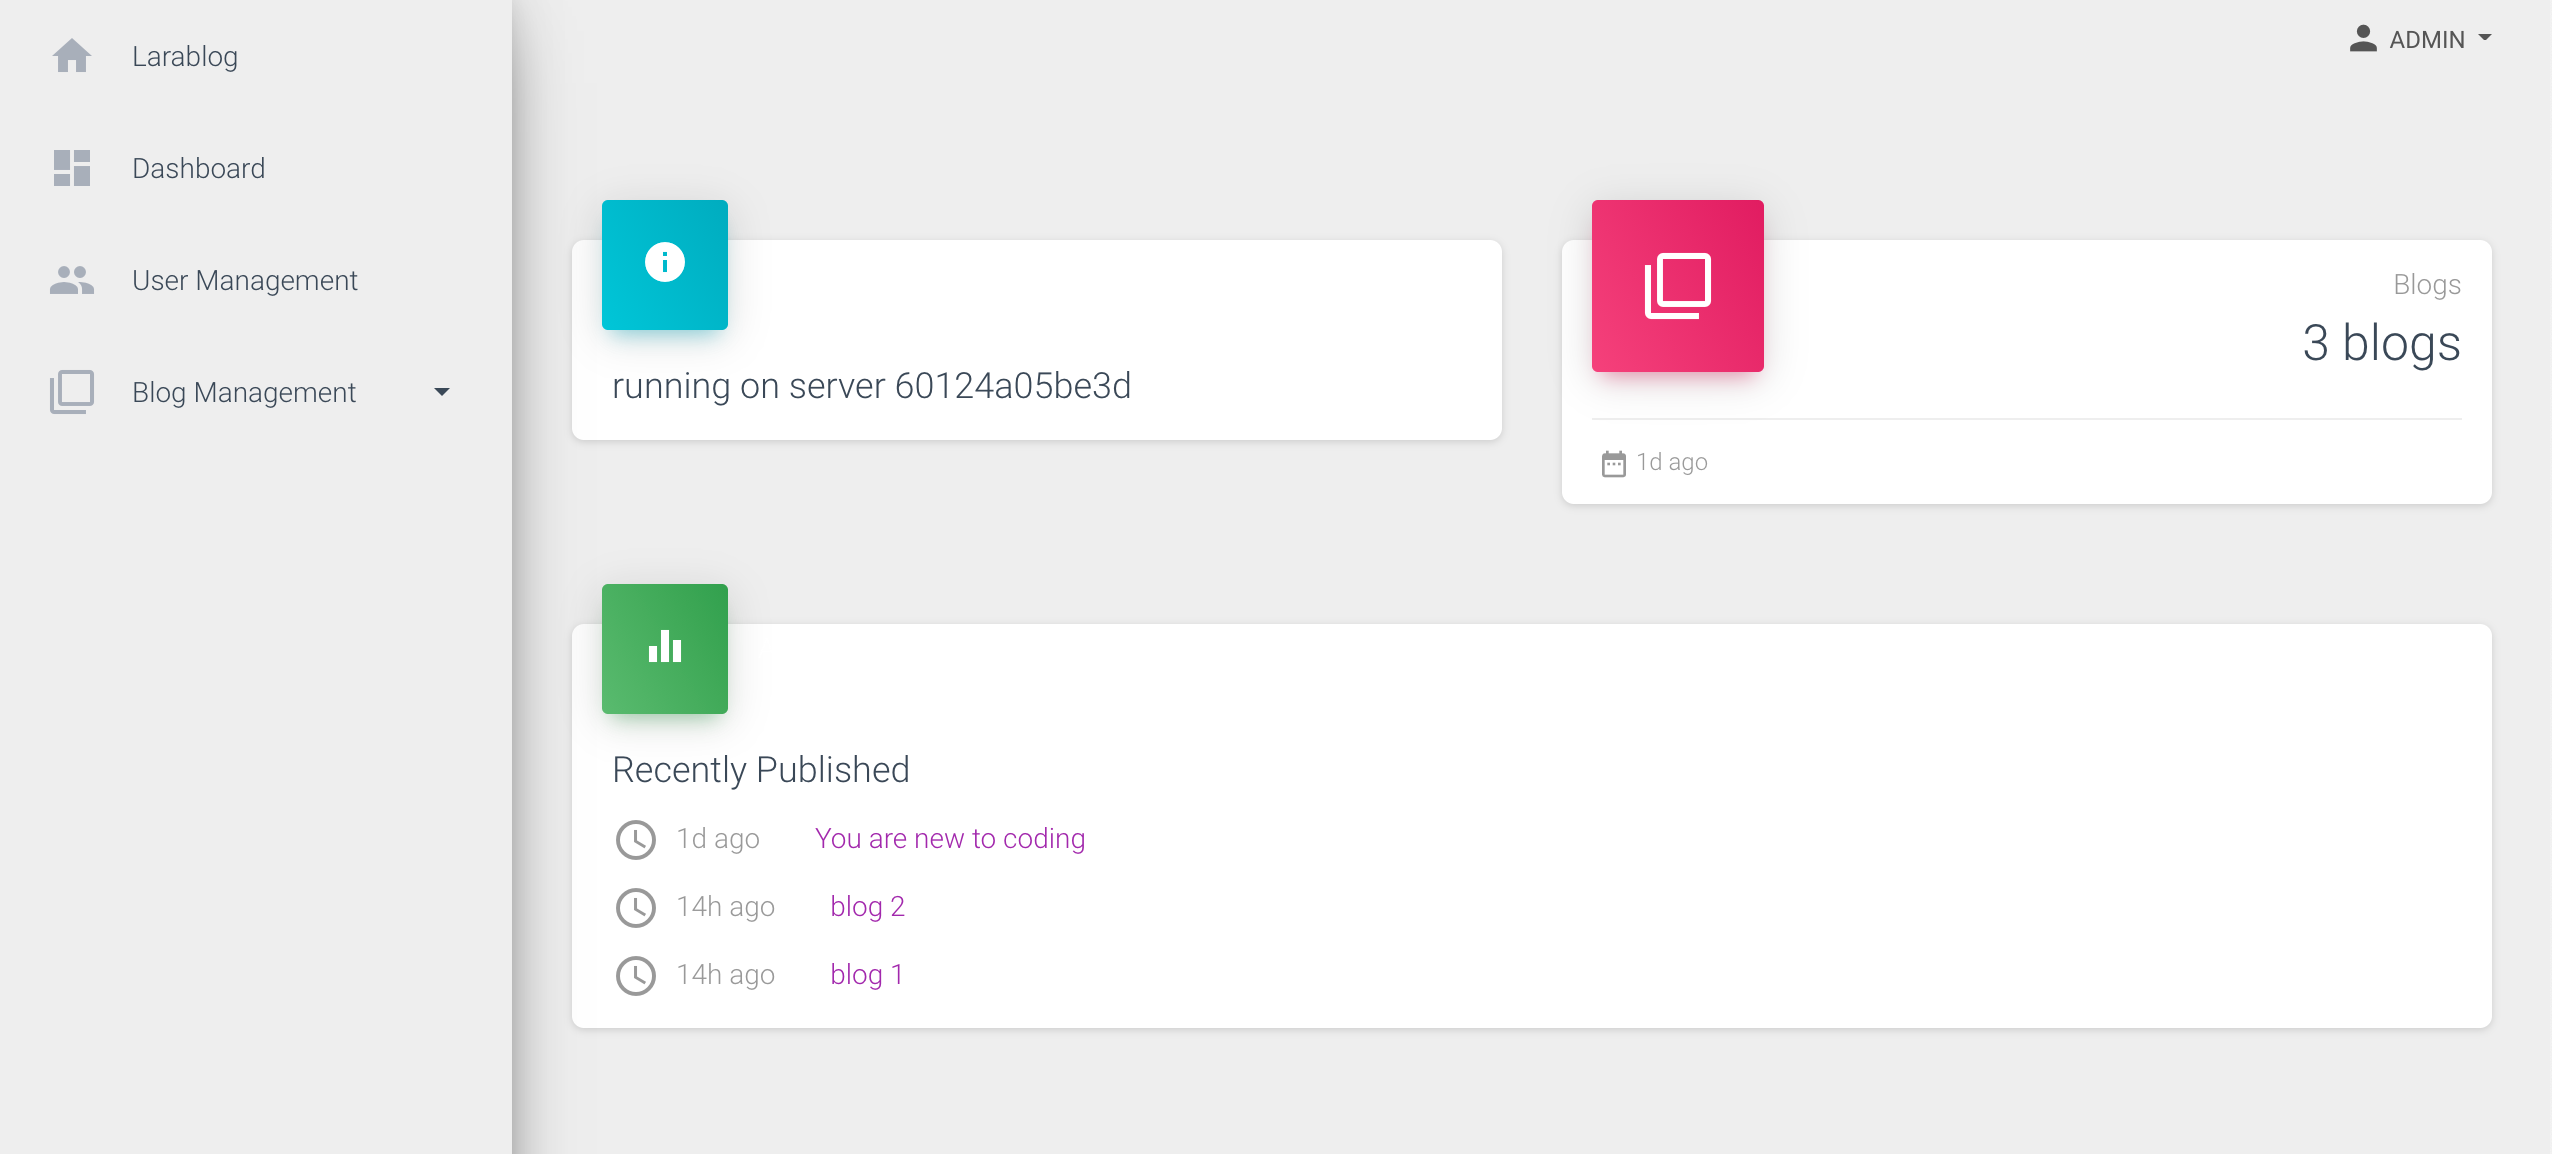 Larablog
Dashboard
User Management
Blog Management
ADMIN
running on server 60124a05be3d
Blogs
3 blogs
1d ago
Recently Published
1d ago You are new to coding
14h ago blog 2
14h ago blog 1